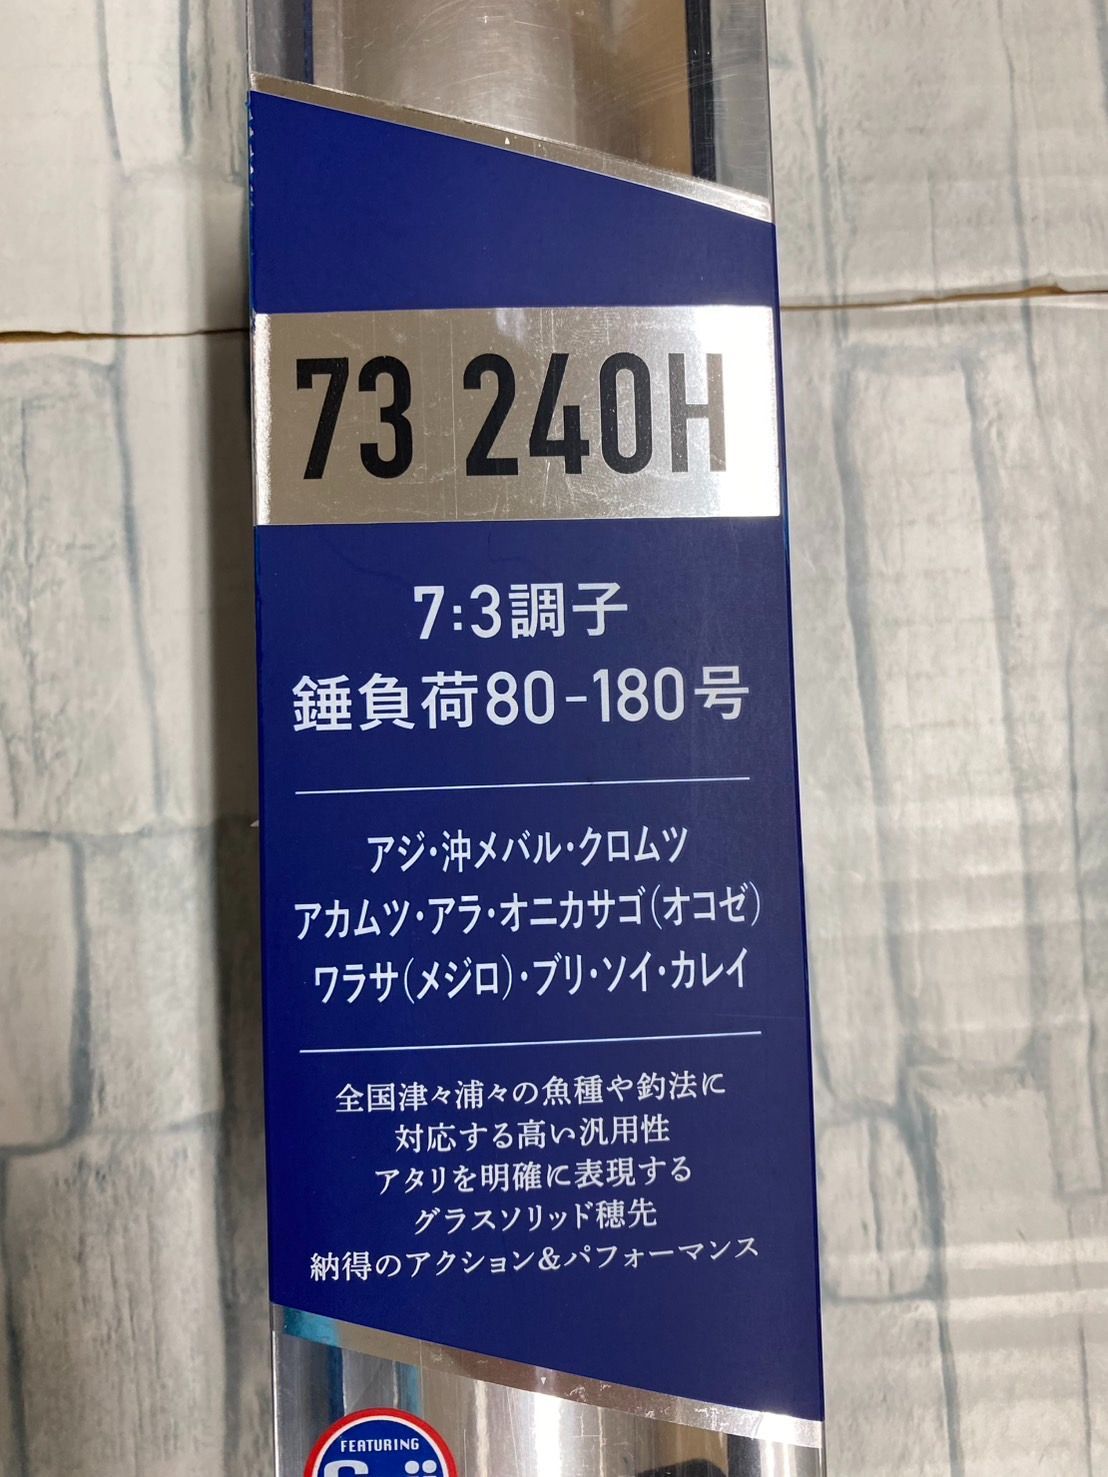 73 240H
7:3調子
錘負荷80-180号
アジ・沖メバル・クロムツ
アカムツ・アラ・オニカサゴ(オコゼ)
ワラサ(メジロ)・ブリ・ソイ・カレイ
全国津々浦々の魚種や釣法に
対応する高い汎用性
アタリを明確に表現する
グラスソリッド穂先
納得のアクション&パフォーマンス
FEATURING